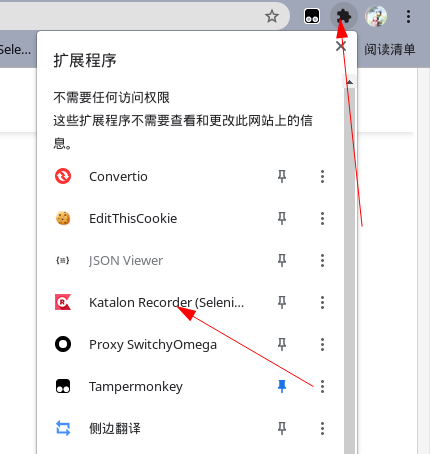 Sele...
阅读清单
扩展程序
不需要任何访问权限
这些扩展程序不需要查看和更改此网站上的信
息。
Convertio
EditThisCookie
JSON Viewer
Katalon Recorder (Seleni...
Proxy SwitchyOmega
Tampermonkey
侧边翻译